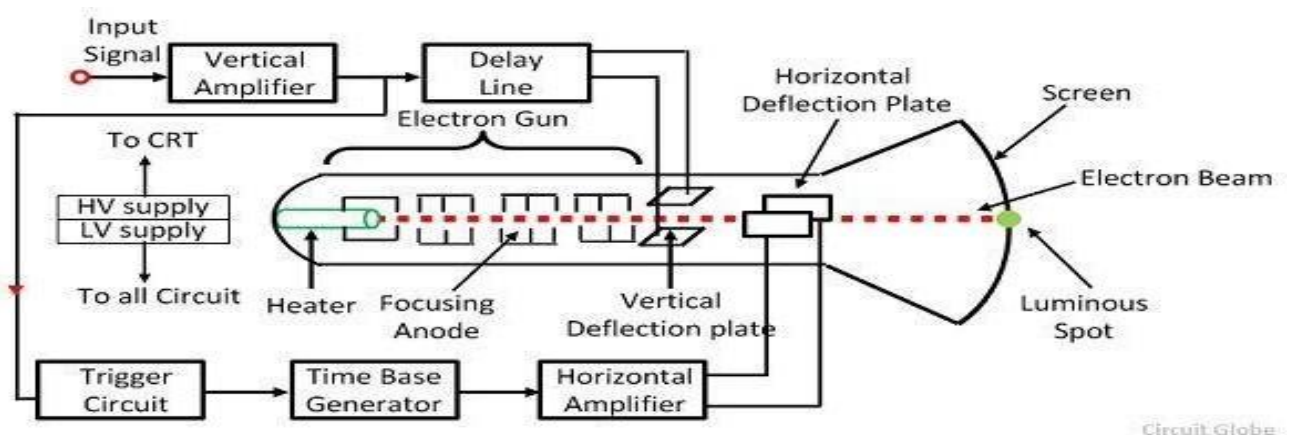 Input
Signal
Vertical
Amplifier
Delay
Line
Horizontal
Deflection Plate
Screen
Electron Gun
To CRT
HV supply
LV supply
To all Circuit
Electron Beam
Heater
Focusing
Anode
Vertical
Deflection plate
Luminous
Spot
Trigger
Circuit
Time Base
Generator
Horizontal
Amplifier
Circuit Globe